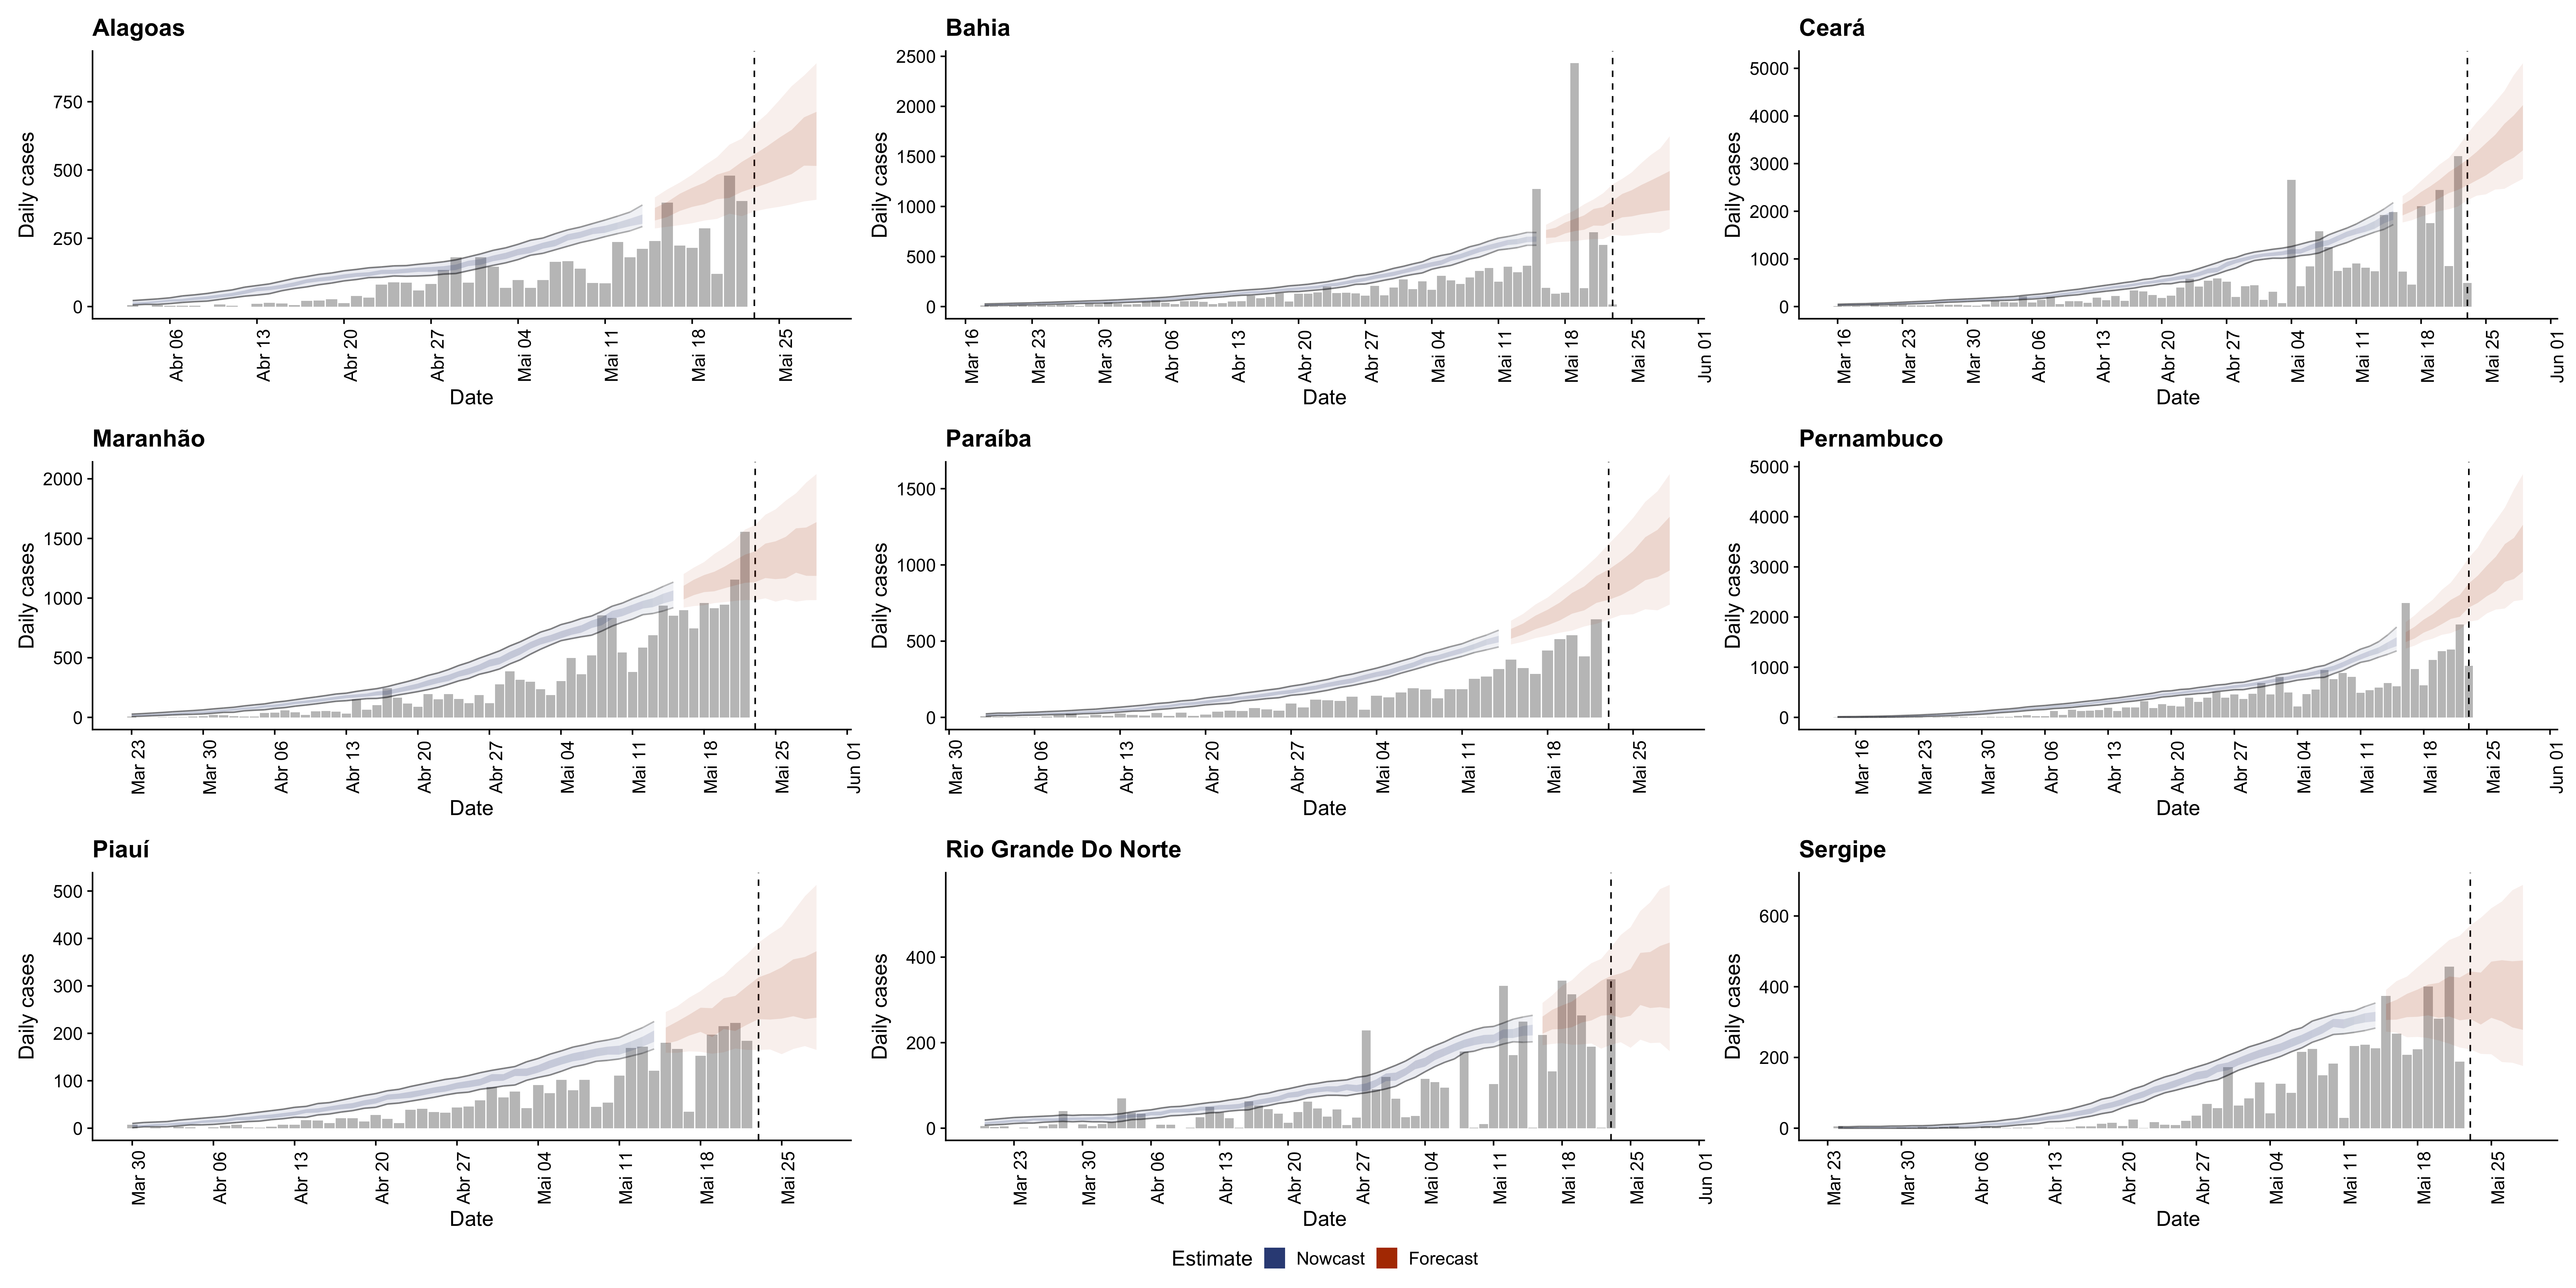 Alagoas
Daily cases
750
500
250
0
Abr 06
Abr 13
Abr 20
Abr 27
Mai 04
Mai 11
Mai 18
Mai 25
Date
Bahia
Daily cases
2500
2000
1500
1000
500
0
Mar 16
Mar 23
Mar 30
Abr 06
Abr 13
Abr 20
Abr 27
Mai 04
Mai 11
Mai 18
Mai 25
Jun 01
Date
Ceará
Daily cases
5000
4000
3000
2000
1000
0
Mar 16
Mar 23
Mar 30
Abr 06
Abr 13
Abr 20
Abr 27
Mai 04
Mai 11
Mai 18
Mai 25
Jun 01
Date
Maranhão
Daily cases
2000
1500
1000
500
0
Mar 23
Mar 30
Abr 06
Abr 13
Abr 20
Abr 27
Mai 04
Mai 11
Mai 18
Mai 25
Jun 01
Date
Paraíba
Daily cases
1500
1000
500
0
Mar 30
Abr 06
Abr 13
Abr 20
Abr 27
Mai 04
Mai 11
Mai 18
Mai 25
Date
Pernambuco
Daily cases
5000
4000
3000
2000
1000
0
Mar 16
Mar 23
Mar 30
Abr 06
Abr 13
Abr 20
Abr 27
Mai 04
Mai 11
Mai 18
Mai 25
Jun 01
Date
Piauí
Daily cases
500
400
300
200
100
0
Mar 30
Abr 06
Abr 13
Abr 20
Abr 27
Mai 04
Mai 11
Mai 18
Mai 25
Date
Rio Grande Do Norte
Daily cases
400
200
0
Mar 23
Mar 30
Abr 06
Abr 13
Abr 20
Abr 27
Mai 04
Mai 11
Mai 18
Mai 25
Jun 01
Date
Sergipe
Daily cases
600
400
200
0
Mar 23
Mar 30
Abr 06
Abr 13
Abr 20
Abr 27
Mai 04
Mai 11
Mai 18
Mai 25
Date
Estimate Nowcast Forecast